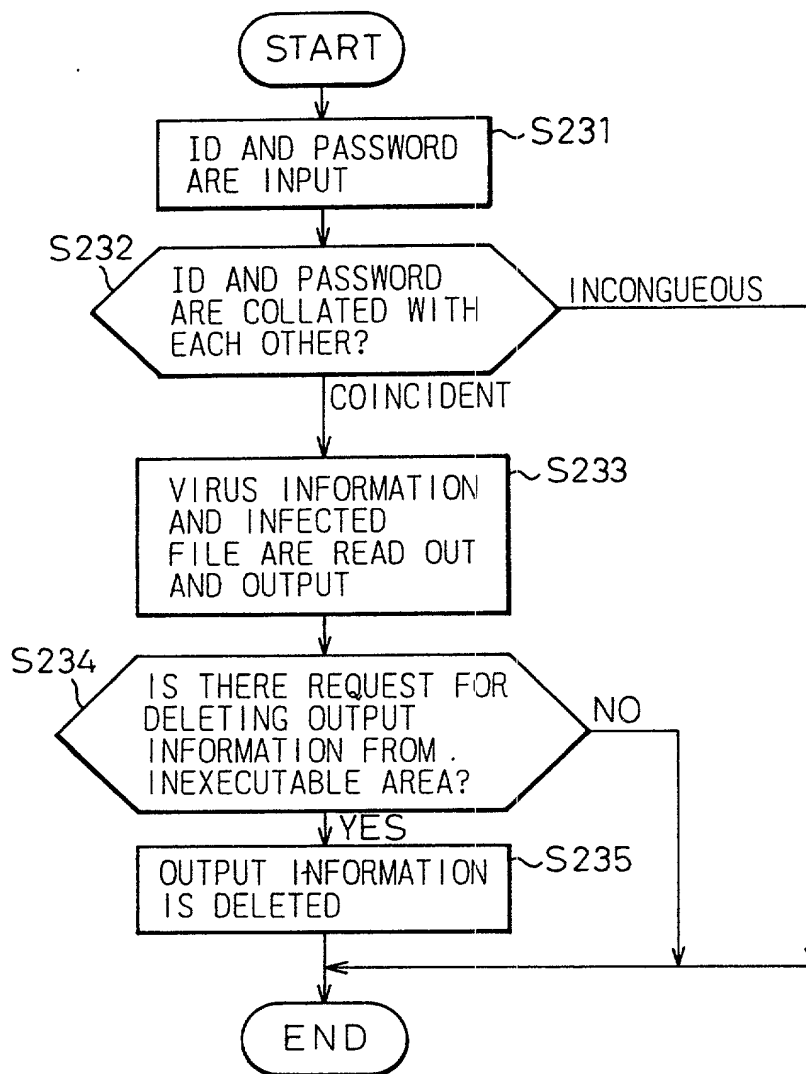 START
ID AND PASSWORD
ARE INPUT
S231
S232
ID AND PASSWORD
ARE COLLATED WITH
EACH OTHER?
INCONGUEOUS
COINCIDENT
VIRUS INFORMATION
AND INFECTED
FILE ARE READ OUT
AND OUTPUT
S233
S234
IS THERE REQUEST FOR
DELETING OUTPUT
INFORMATION FROM
INEXECUTABLE AREA?
NO
YES
OUTPUT INFORMATION
IS DELETED
S235
END